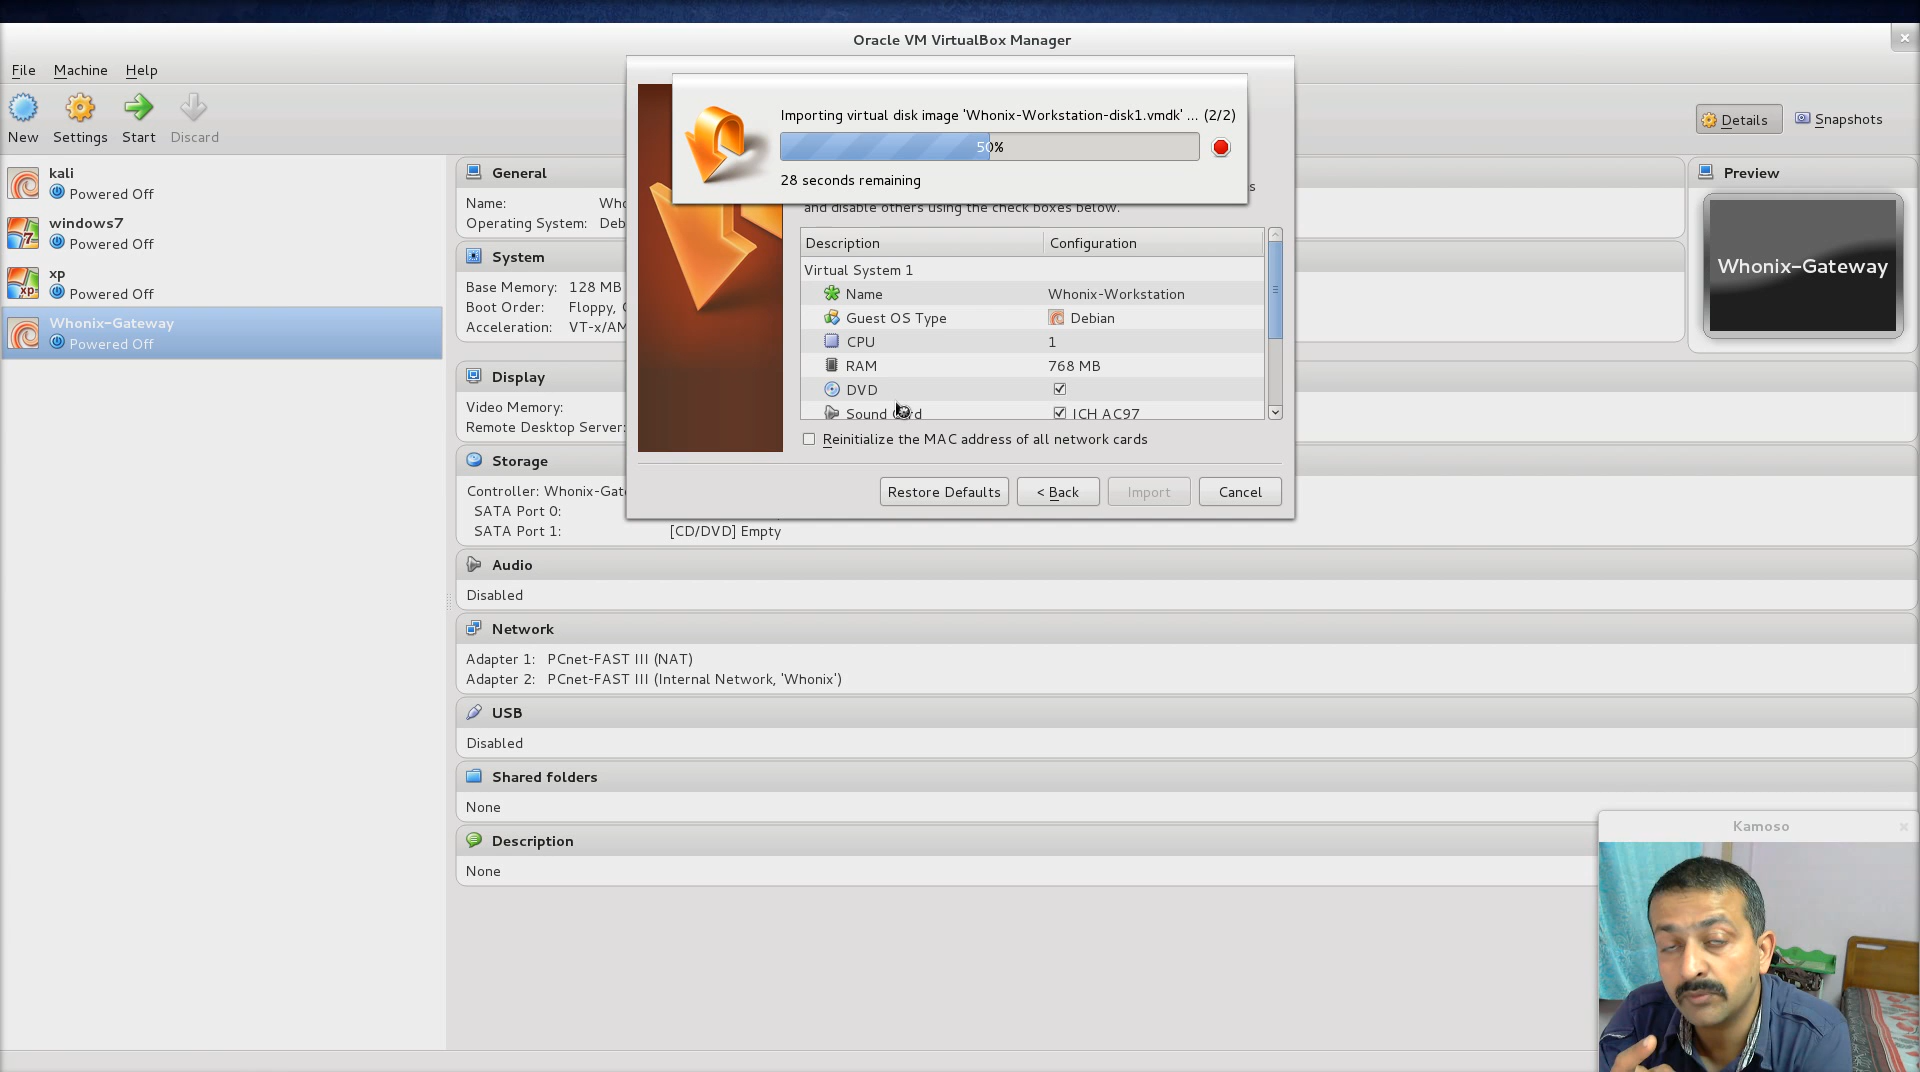 Oracle VM VirtualBox Manager
File Machine Help
New Settings Start Discard
Details Snapshots
kali
Powered Off
windows7
Powered Off
xp
Powered Off
Whonix-Gateway
Powered Off
Importing virtual disk image 'Whonix-Workstation-disk1.vmdk' ... (2/2)
50%
28 seconds remaining
and disable others using the check boxes below.
Description Configuration
Virtual System 1
Name Whonix-Workstation
Guest OS Type Debian
CPU 1
RAM 768 MB
DVD
Sound ICH AC97
Reinitialize the MAC address of all network cards
Restore Defaults < Back Import Cancel
General
Name: Who
Operating System: Deb
System
Base Memory: 128 MB
Boot Order: Floppy,
Acceleration: VT-x/AM
Display
Video Memory:
Remote Desktop Server:
Storage
Controller: Whonix-Gat
SATA Port 0:
SATA Port 1: [CD/DVD] Empty
Audio
Disabled
Network
Adapter 1: PCnet-FAST III (NAT)
Adapter 2: PCnet-FAST III (Internal Network, 'Whonix')
USB
Disabled
Shared folders
None
Description
None
Preview
Whonix-Gateway
Kamoso